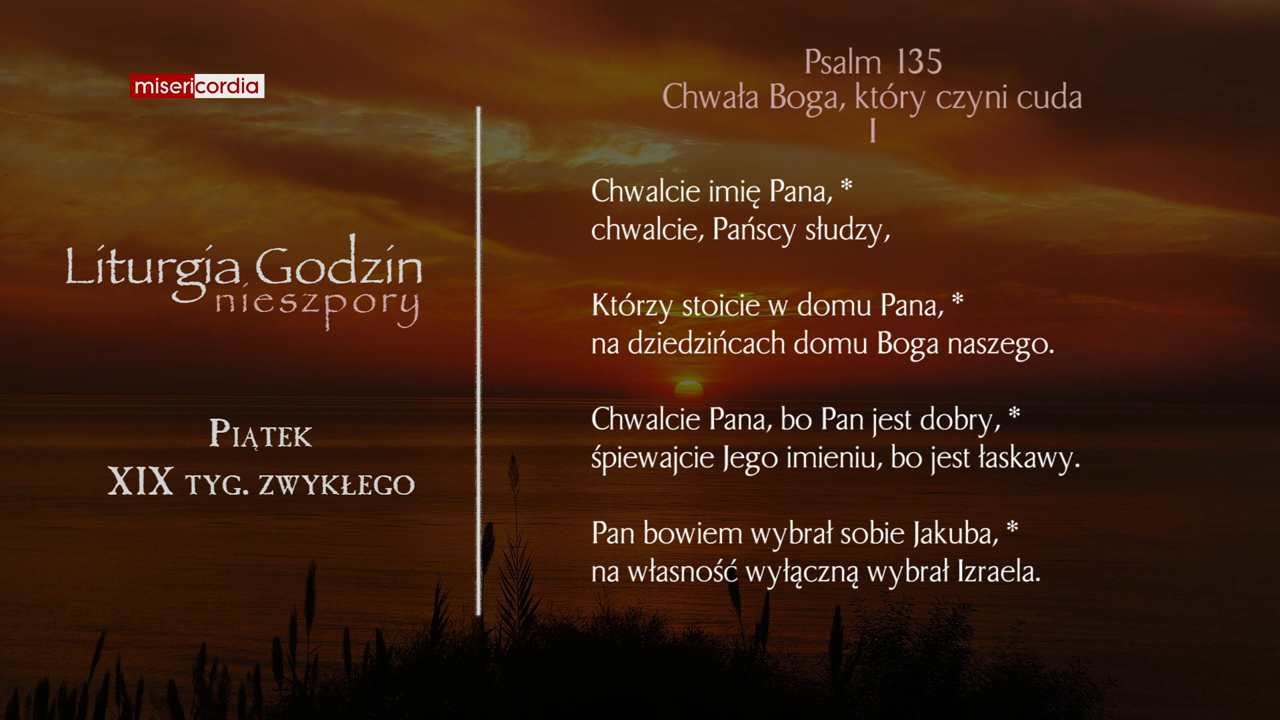 misericordia
Liturgia Godzin
nieszpory
Piątek
XIX tyg. zwykłego
Psalm 135
Chwała Boga, który czyni cuda
I
Chwalcie imię Pana, *
chwalcie, Pańscy słudzy,
Którzy stoicie w domu Pana, *
na dziedzińcach domu Boga naszego.
Chwalcie Pana, bo Pan jest dobry, *
śpiewajcie Jego imieniu, bo jest łaskawy.
Pan bowiem wybrał sobie Jakuba, *
na własność wyłączną wybrał Izraela.